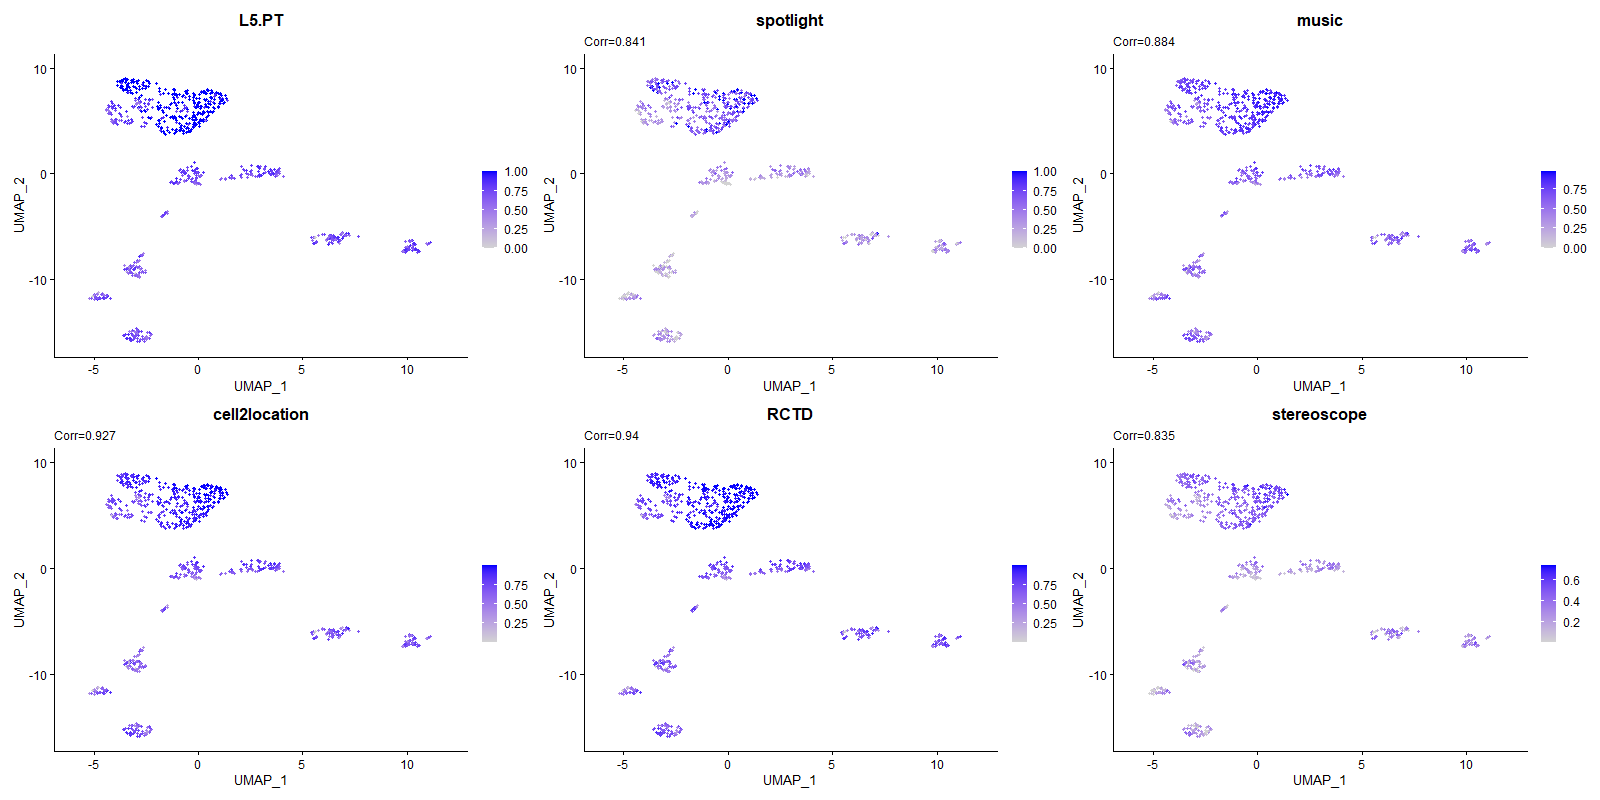 L5.PT
10
0
-10
-5
0
5
10
UMAP_2
UMAP_1
1.00
0.75
0.50
0.25
0.00
spotlight
Corr=0.841
10
0
-10
-5
0
5
10
UMAP_2
UMAP_1
1.00
0.75
0.50
0.25
0.00
music
Corr=0.884
10
0
-10
-5
0
5
10
UMAP_2
UMAP_1
0.75
0.50
0.25
0.00
cell2location
Corr=0.927
10
0
-10
-5
0
5
10
UMAP_2
UMAP_1
0.75
0.50
0.25
RCTD
Corr=0.94
10
0
-10
-5
0
5
10
UMAP_2
UMAP_1
0.75
0.50
0.25
stereoscope
Corr=0.835
10
0
-10
-5
0
5
10
UMAP_2
UMAP_1
0.6
0.4
0.2